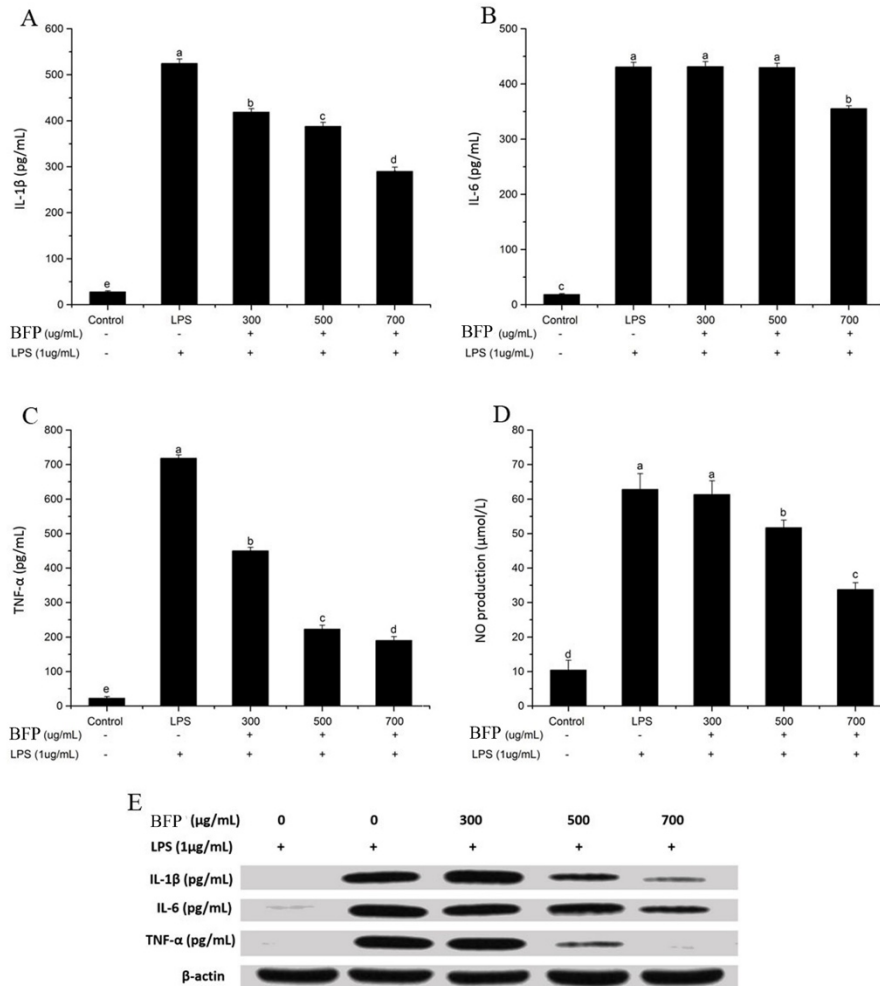 A
600
500
400
300
200
100
0
IL-1β (pg/mL)
a
b
c
d
e
Control LPS 300 500 700
BFP (ug/mL) - - + + +
LPS (1ug/mL) - + + + +
B
500
400
300
200
100
0
IL-6 (pg/mL)
a
a
a
b
c
Control LPS 300 500 700
BFP (ug/mL) - - + + +
LPS (1ug/mL) - + + + +
C
800
700
600
500
400
300
200
100
0
TNF-α (pg/mL)
a
b
c
d
e
Control LPS 300 500 700
BFP (ug/mL) - - + + +
LPS (1ug/mL) - + + + +
D
80
70
60
50
40
30
20
10
0
NO production (μmol/L)
a
a
b
c
d
Control LPS 300 500 700
BFP (ug/mL) - - + + +
LPS (1ug/mL) - + + + +
E
BFP (μg/mL) 0 0 300 500 700
LPS (1μg/mL) + + + + +
IL-1β (pg/mL)
IL-6 (pg/mL)
TNF-α (pg/mL)
β-actin